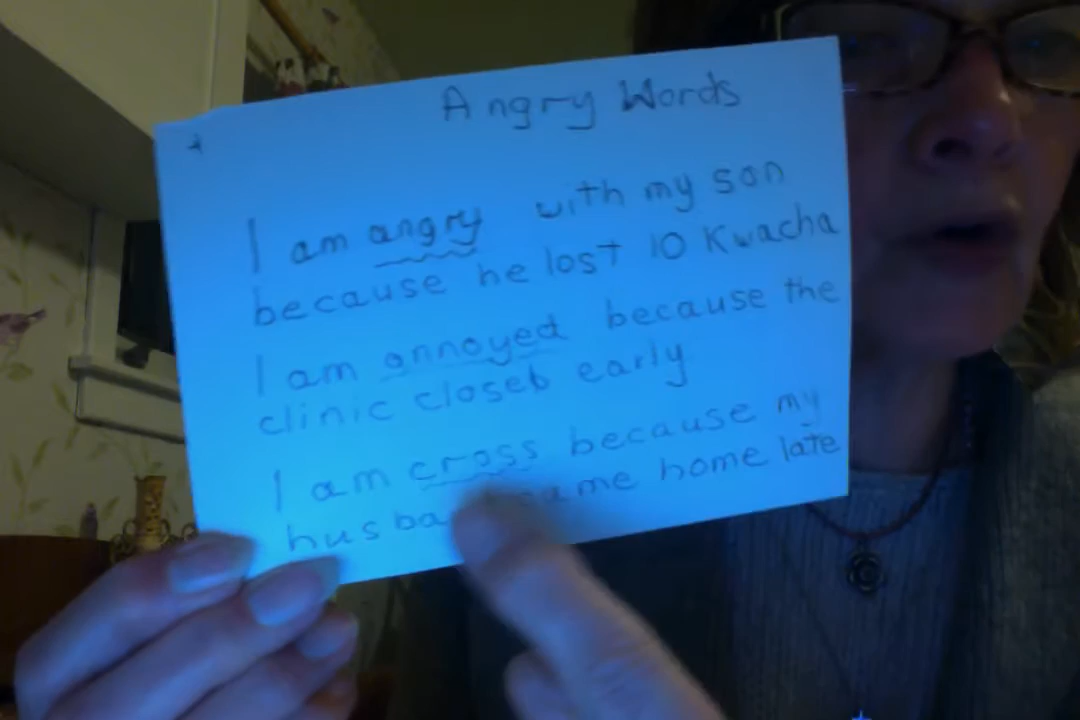 Angry Words
I am angry with my son
because he lost 10 Kwacha
I am annoyed because the
clinic closed early
I am cross because my
home late